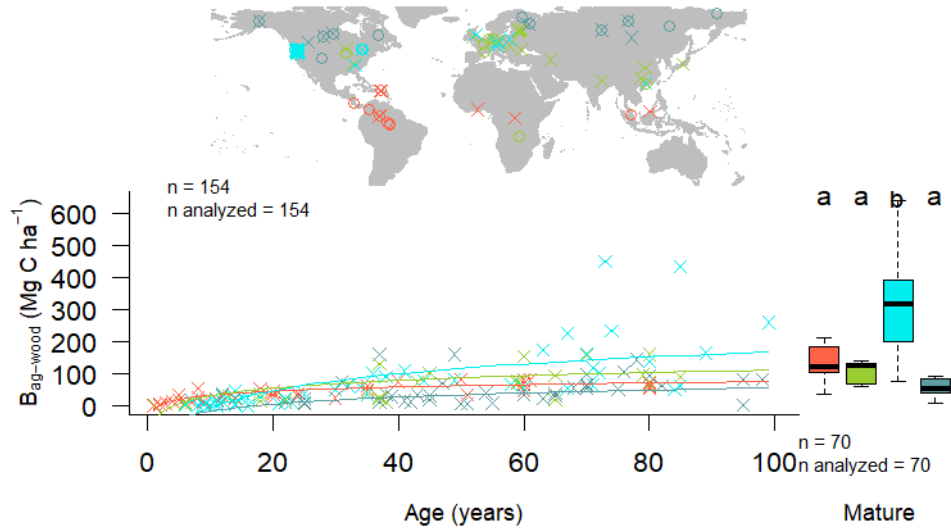 n = 154
n analyzed = 154
a a b a
B_ag−wood (Mg C ha⁻¹)
600
500
400
300
200
100
0
0 20 40 60 80 100
n = 70
n analyzed = 70
Age (years)
Mature